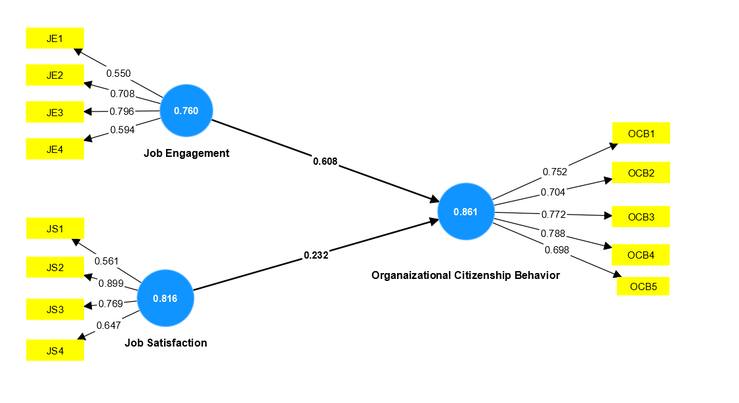 JE1
0.550
JE2
0.708
JE3
0.796
JE4
0.594
0.760
Job Engagement
0.608
JS1
0.561
JS2
0.899
JS3
0.769
JS4
0.647
0.816
Job Satisfaction
0.232
0.861
Organaizational Citizenship Behavior
OCB1
0.752
OCB2
0.704
OCB3
0.772
OCB4
0.788
OCB5
0.698